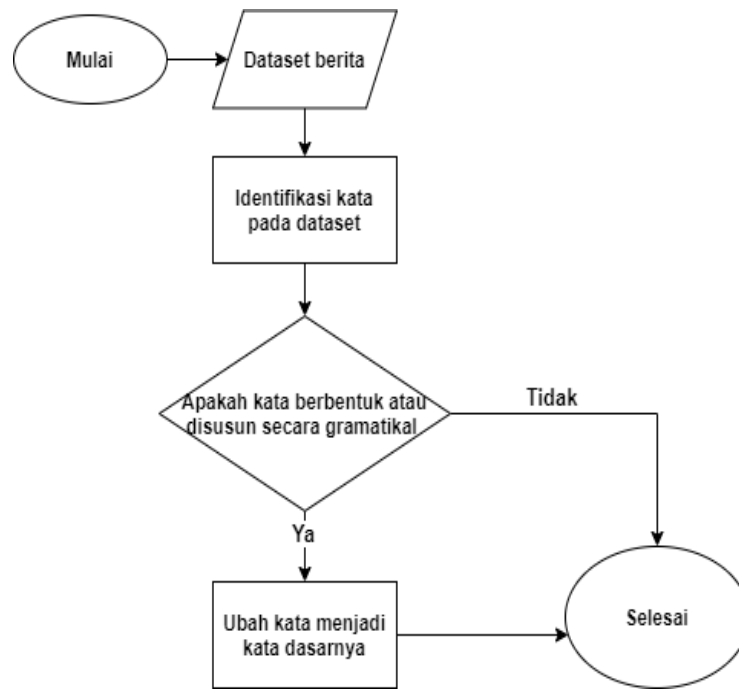 Mulai
Dataset berita
Identifikasi kata
pada dataset
Apakah kata berbentuk atau
disusun secara gramatikal
Tidak
Ya
Ubah kata menjadi
kata dasarnya
Selesai